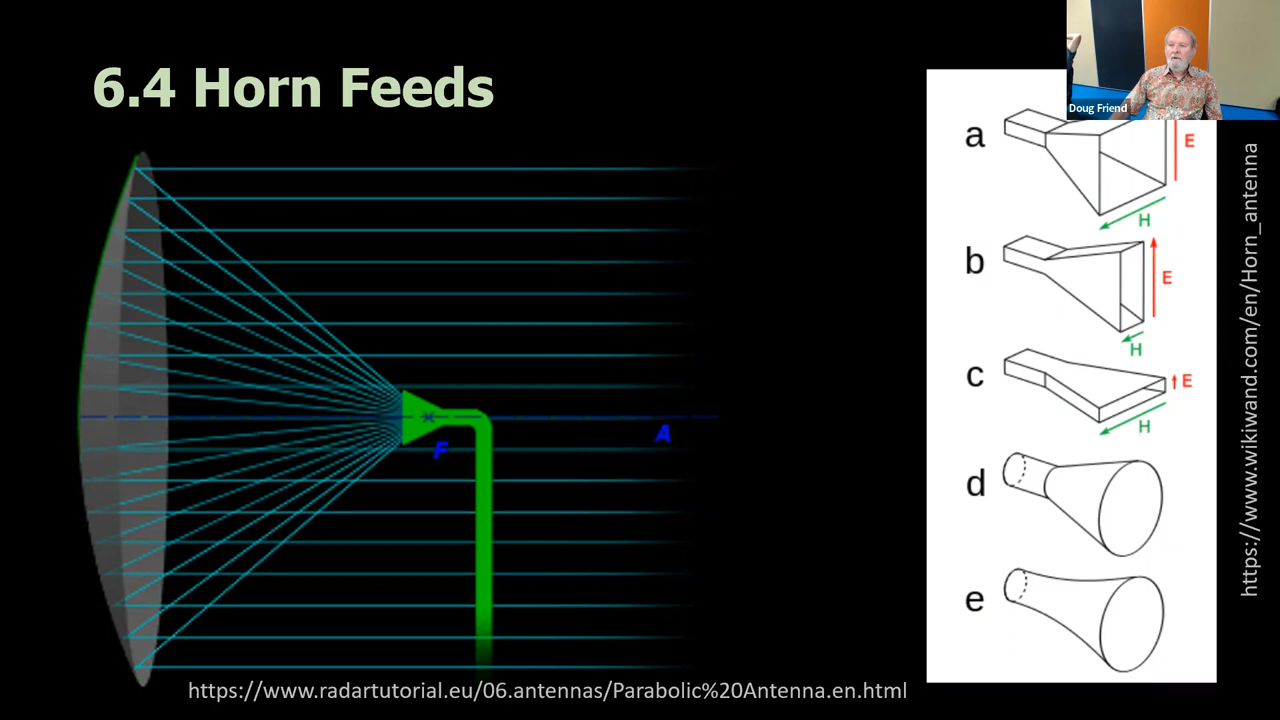 6.4 Horn Feeds
Doug Friend
F
A
https://www.radartutorial.eu/06.antennas/Parabolic%20Antenna.en.html
a
E
H
b
E
H
c
E
H
d
e
https://www.wikiwand.com/en/Horn_antenna